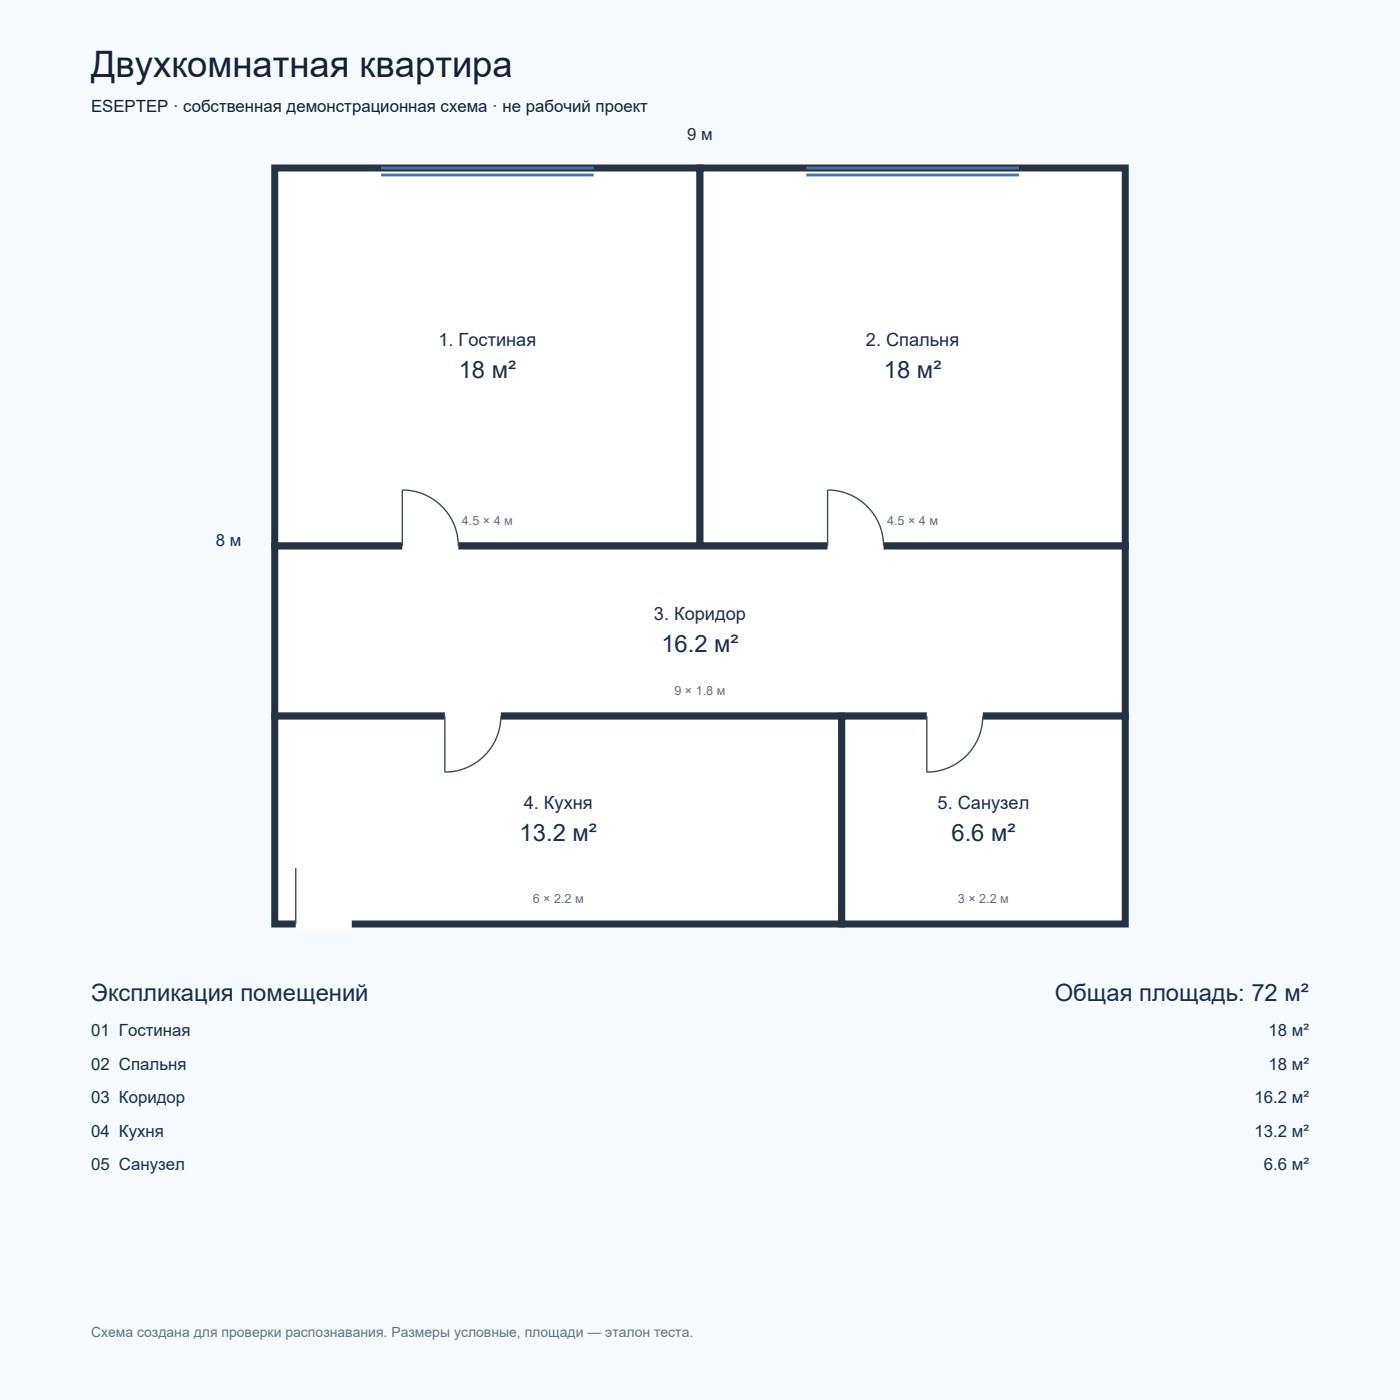 Двухкомнатная квартира
ESEPTEP · собственная демонстрационная схема · не рабочий проект
9 м
1. Гостиная
18 м²
4.5 × 4 м
2. Спальня
18 м²
4.5 × 4 м
8 м
3. Коридор
16.2 м²
9 × 1.8 м
4. Кухня
13.2 м²
6 × 2.2 м
5. Санузел
6.6 м²
3 × 2.2 м
Экспликация помещений
Общая площадь: 72 м²
01 Гостиная 18 м²
02 Спальня 18 м²
03 Коридор 16.2 м²
04 Кухня 13.2 м²
05 Санузел 6.6 м²
Схема создана для проверки распознавания. Размеры условные, площади — эталон теста.